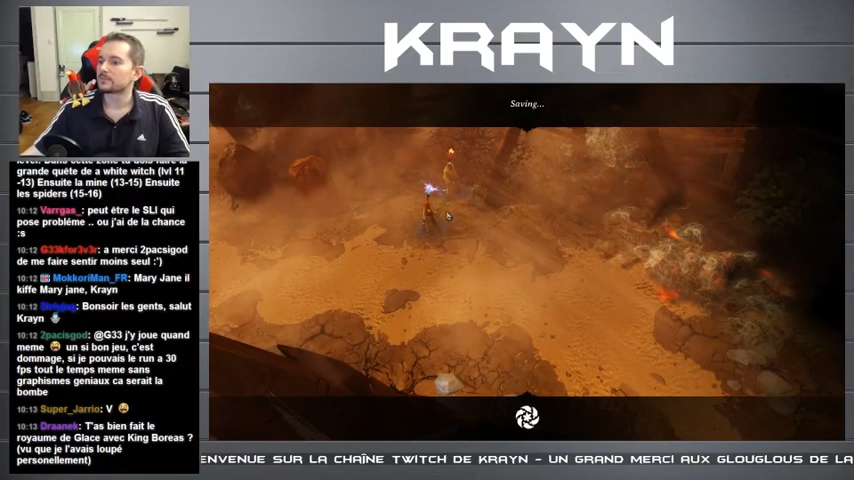 KRAYN
Saving...
level. Dans cette zone tu dois faire la
grande quête de a white witch (lvl 11
-13) Ensuite la mine (13-15) Ensuite
les spiders (15-16)
10:12 Varrgas_: peut être le SLI qui
pose problème .. ou j'ai de la chance
:s
10:12 G33kfor3v3r: a merci 2pacsigod
de me faire sentir moins seul :')
10:12 MokkoriMan_FR: Mary Jane il
kiffe Mary jane, Krayn
10:12 : Bonsoir les gents, salut
Krayn
10:12 2pacisgod: @G33 j'y joue quand
meme un si bon jeu, c'est
dommage, si je pouvais le run a 30
fps tout le temps meme sans
graphismes geniaux ca serait la
bombe
10:13 Super_Jarrio: V
10:13 Draanek: T'as bien fait le
royaume de Glace avec King Boreas ?
(vu que je l'avais loupé
personellement)
ENVENUE SUR LA CHAÎNE TWITCH DE KRAYN - UN GRAND MERCI AUX GLOUGLOUS DE LA